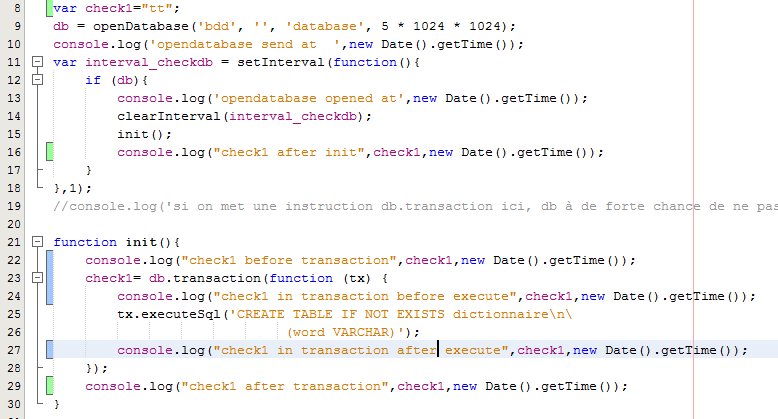 8 var check1="tt";
9 db = openDatabase('bdd', '', 'database', 5 * 1024 * 1024);
10 console.log('opendatabase send at  ',new Date().getTime());
11 var interval_checkdb = setInterval(function(){
12 if (db){
13 console.log('opendatabase opened at',new Date().getTime());
14 clearInterval(interval_checkdb);
15 init();
16 console.log("check1 after init",check1,new Date().getTime());
17 }
18 },1);
19 //console.log('si on met une instruction db.transaction ici, db à de forte chance de ne pas
20
21 function init(){
22 console.log("check1 before transaction",check1,new Date().getTime());
23 check1= db.transaction(function (tx) {
24 console.log("check1 in transaction before execute",check1,new Date().getTime());
25 tx.executeSql('CREATE TABLE IF NOT EXISTS dictionnaire\n\
26 (word VARCHAR)');
27 console.log("check1 in transaction after execute",check1,new Date().getTime());
28 });
29 console.log("check1 after transaction",check1,new Date().getTime());
30 }